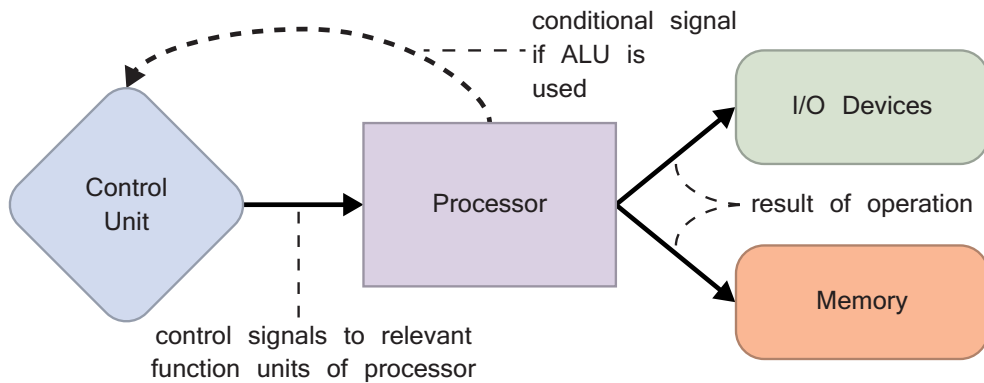 conditional signal
if ALU is
used
I/O Devices
Control
Unit
Processor
result of operation
Memory
control signals to relevant
function units of processor